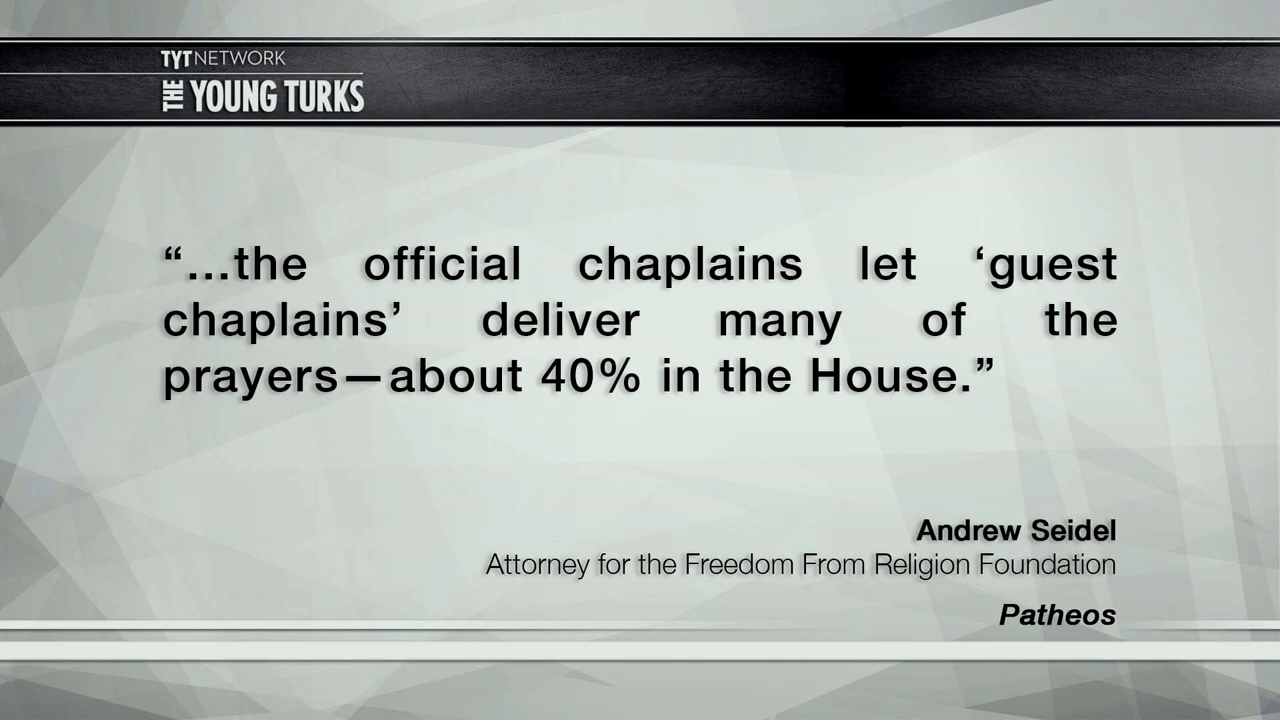 TYT NETWORK
THE YOUNG TURKS
“...the official chaplains let ‘guest
chaplains’ deliver many of the
prayers—about 40% in the House.”
Andrew Seidel
Attorney for the Freedom From Religion Foundation
Patheos